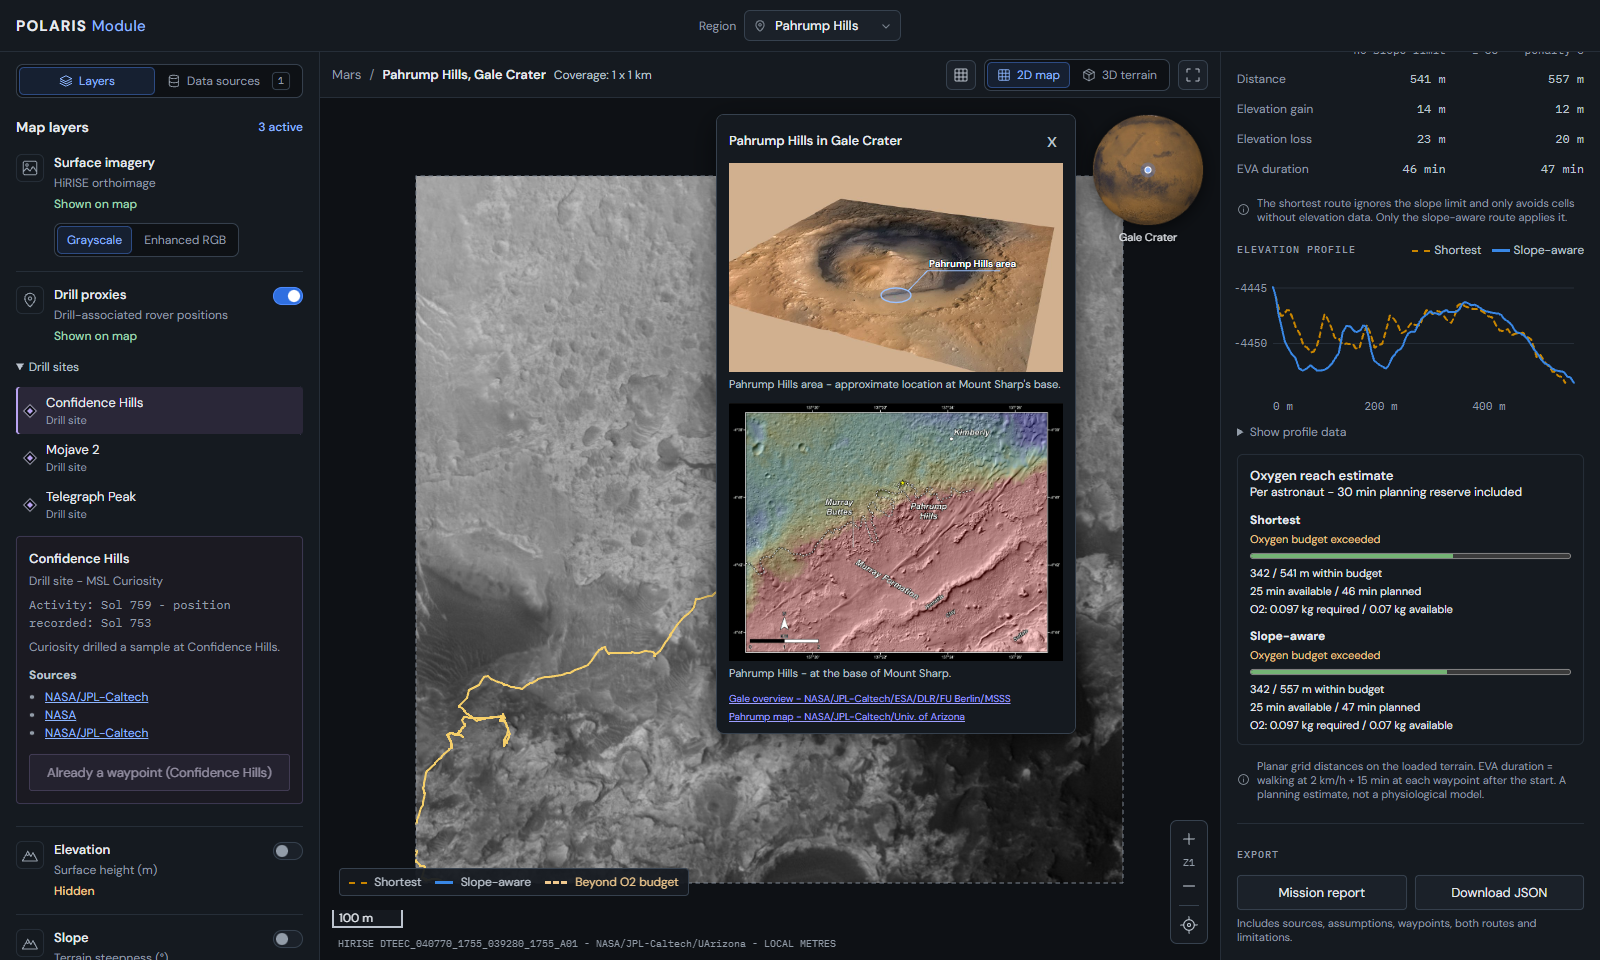 POLARIS Module
Region
Pahrump Hills
Layers
Data sources 1
Map layers
3 active
Surface imagery
HiRISE orthoimage
Shown on map
Grayscale
Enhanced RGB
Drill proxies
Drill-associated rover positions
Shown on map
Drill sites
Confidence Hills
Drill site
Mojave 2
Drill site
Telegraph Peak
Drill site
Confidence Hills
Drill site – MSL Curiosity
Activity: Sol 759 - position
recorded: Sol 753
Curiosity drilled a sample at Confidence Hills.
Sources
NASA/JPL-Caltech
NASA
NASA/JPL-Caltech
Already a waypoint (Confidence Hills)
Elevation
Surface height (m)
Hidden
Slope
Terrain steepness (°)
Mars / Pahrump Hills, Gale Crater Coverage: 1 x 1 km
2D map
3D terrain
Pahrump Hills in Gale Crater
X
Pahrump Hills area
Pahrump Hills area – approximate location at Mount Sharp's base.
Kimberly
Murray
Buttes
Pahrump
Hills
Murray Formation
Pahrump Hills – at the base of Mount Sharp.
Gale overview – NASA/JPL-Caltech/ESA/DLR/FU Berlin/MSSS
Pahrump map – NASA/JPL-Caltech/Univ. of Arizona
Gale Crater
Z1
Shortest
Slope-aware
Beyond O2 budget
100 m
HIRISE DTEEC_040770_1755_039280_1755_A01 - NASA/JPL-Caltech/UArizona - LOCAL METRES
Distance 541 m 557 m
Elevation gain 14 m 12 m
Elevation loss 23 m 20 m
EVA duration 46 min 47 min
The shortest route ignores the slope limit and only avoids cells
without elevation data. Only the slope-aware route applies it.
ELEVATION PROFILE
Shortest
Slope-aware
-4445
-4450
0 m
200 m
400 m
Show profile data
Oxygen reach estimate
Per astronaut – 30 min planning reserve included
Shortest
Oxygen budget exceeded
342 / 541 m within budget
25 min available / 46 min planned
O2: 0.097 kg required / 0.07 kg available
Slope-aware
Oxygen budget exceeded
342 / 557 m within budget
25 min available / 47 min planned
O2: 0.097 kg required / 0.07 kg available
Planar grid distances on the loaded terrain. EVA duration =
walking at 2 km/h + 15 min at each waypoint after the start. A
planning estimate, not a physiological model.
EXPORT
Mission report
Download JSON
Includes sources, assumptions, waypoints, both routes and
limitations.